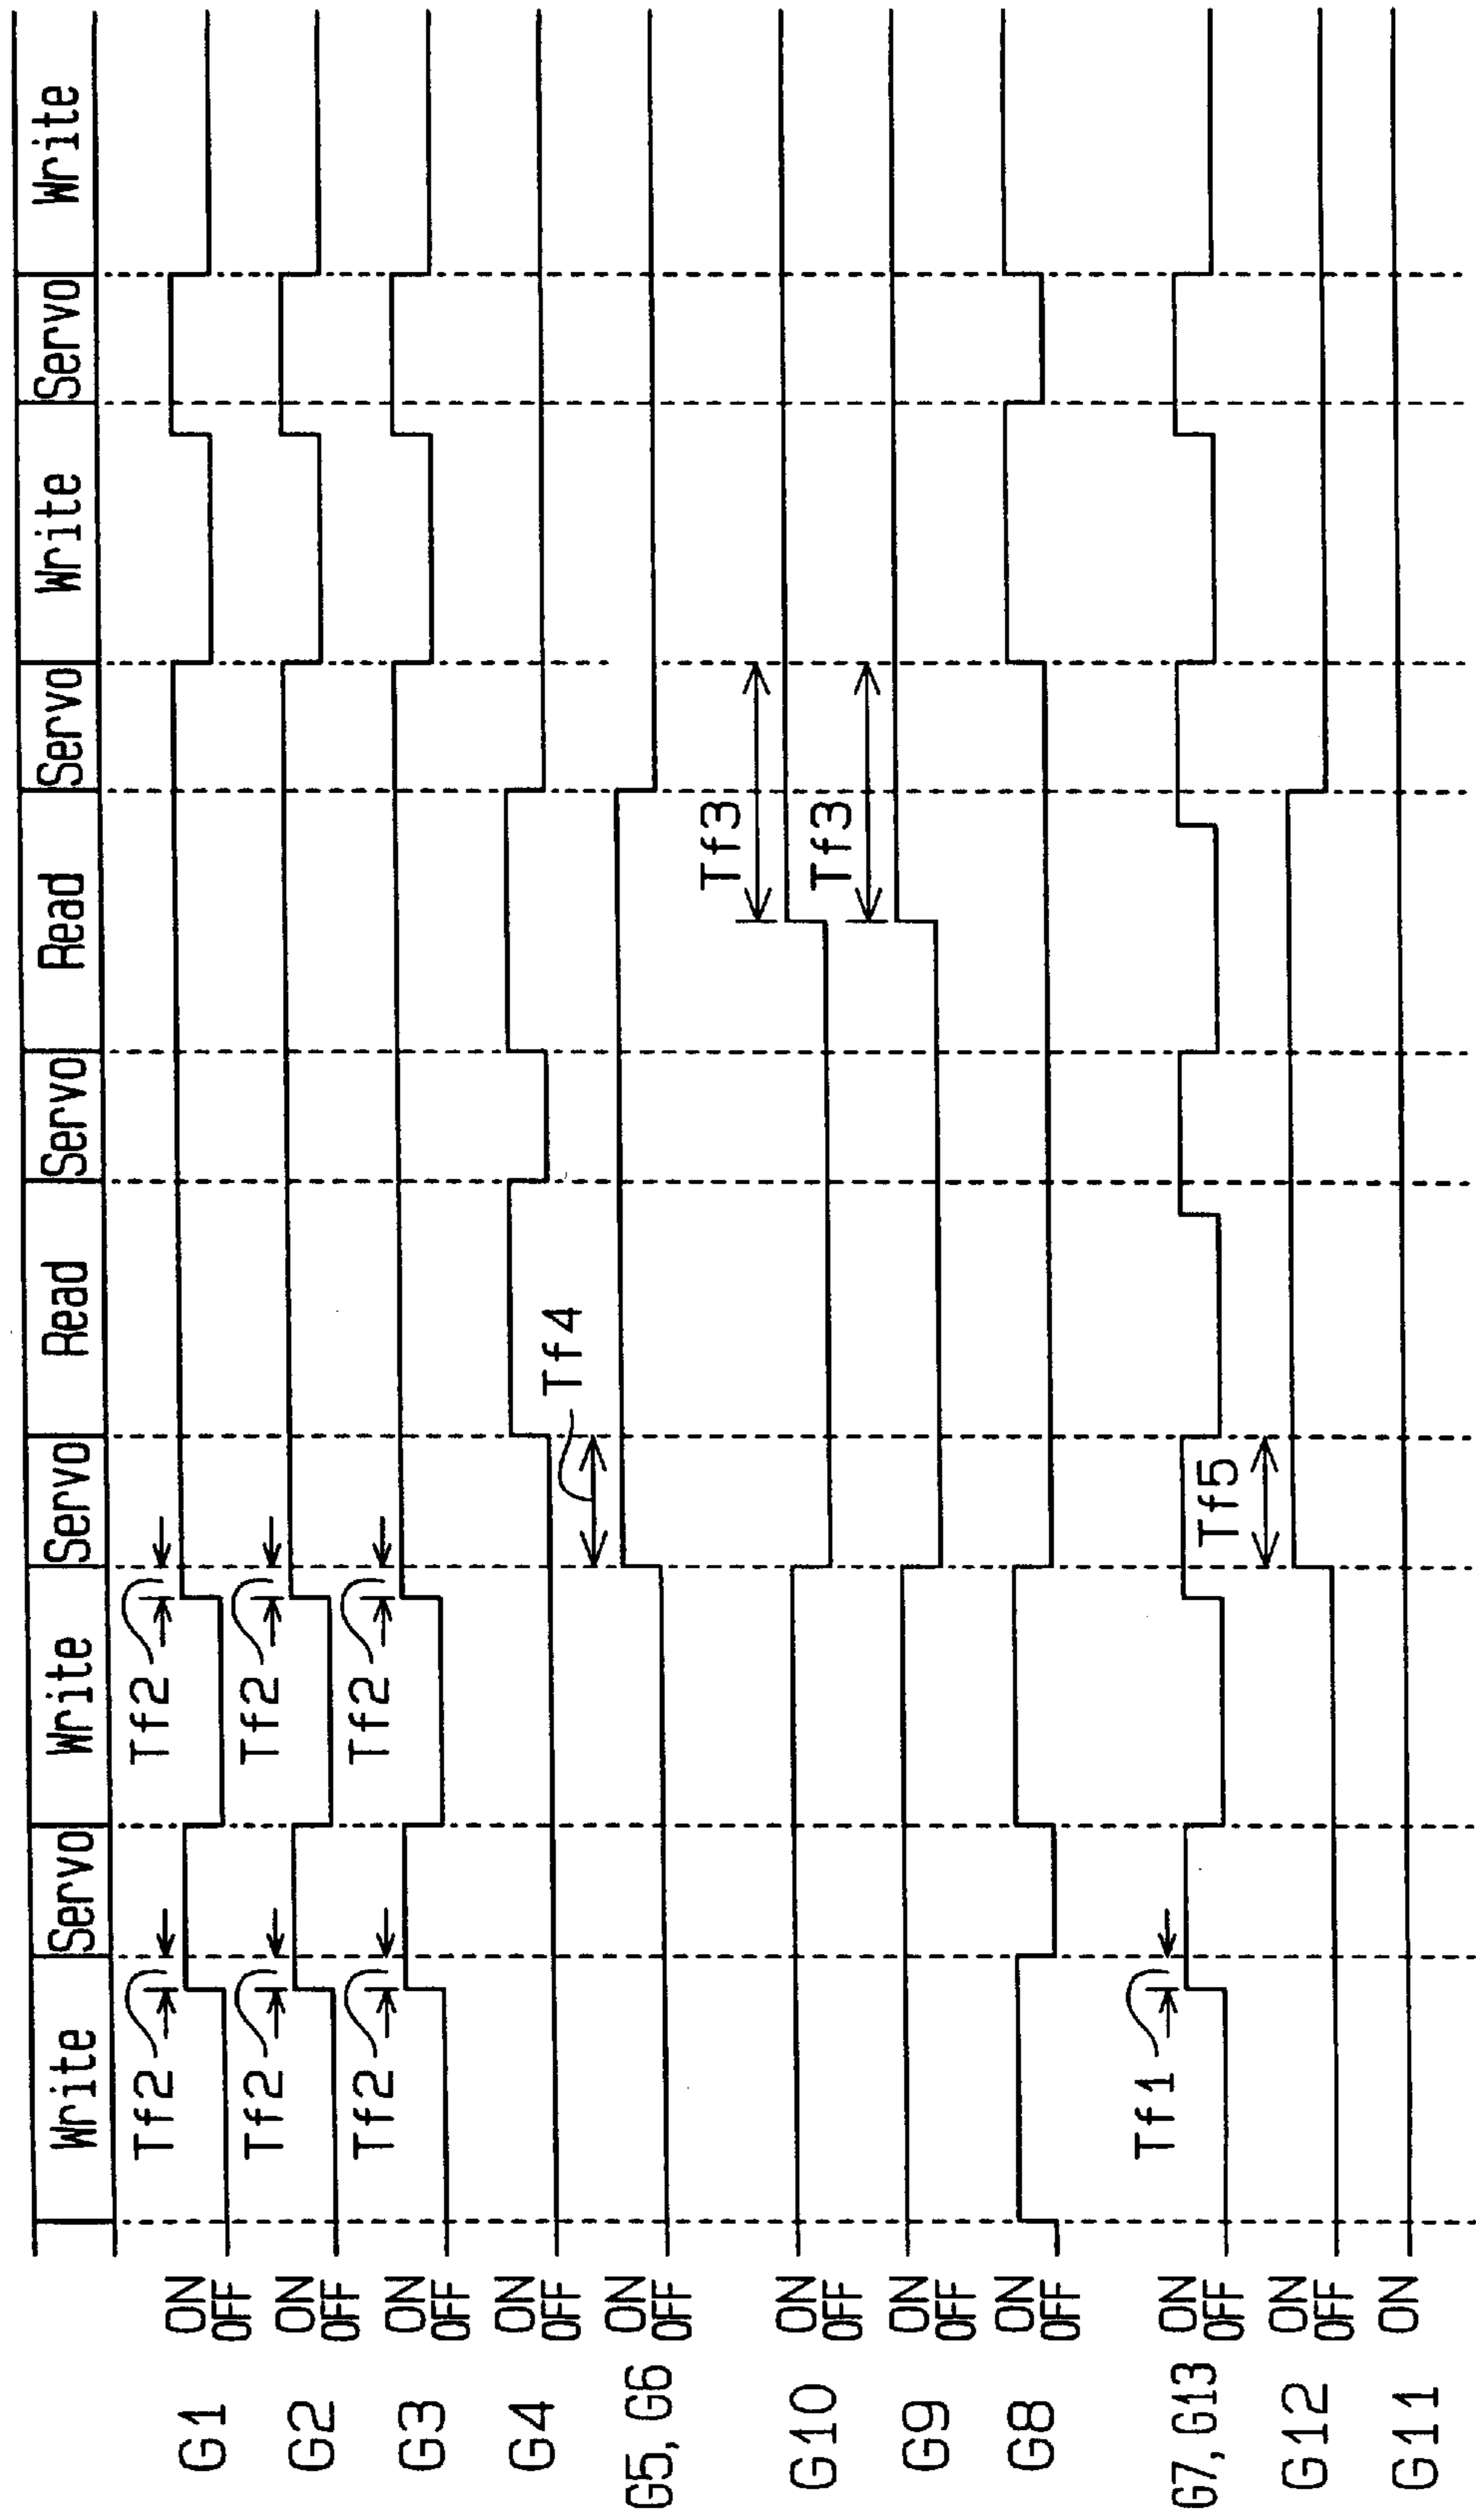 Write Servo Write Servo Read Servo Read Servo Write Servo Write
G1 ON OFF Tf2 Tf2
G2 ON OFF Tf2 Tf2
G3 ON OFF Tf2 Tf2
G4 ON OFF
G5, G6 ON OFF Tf4
G10 ON OFF Tf3
G9 ON OFF Tf3
G8 ON OFF
G7, G13 ON OFF Tf1
G12 ON OFF Tf5
G11 ON